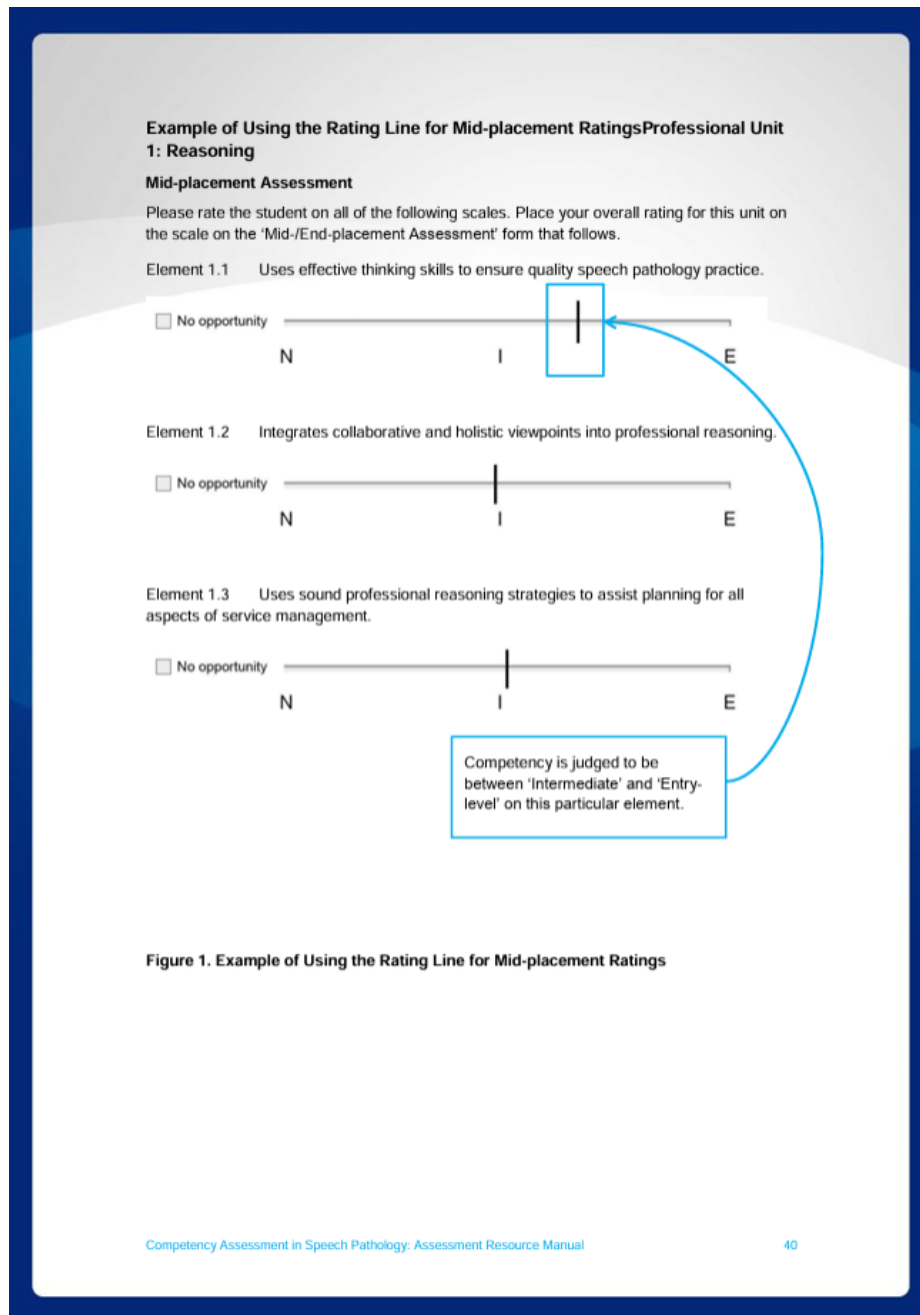 Example of Using the Rating Line for Mid-placement RatingsProfessional Unit
1: Reasoning
Mid-placement Assessment
Please rate the student on all of the following scales. Place your overall rating for this unit on
the scale on the ‘Mid-/End-placement Assessment’ form that follows.
Element 1.1 Uses effective thinking skills to ensure quality speech pathology practice.
No opportunity
N I E
Element 1.2 Integrates collaborative and holistic viewpoints into professional reasoning.
No opportunity
N I E
Element 1.3 Uses sound professional reasoning strategies to assist planning for all
aspects of service management.
No opportunity
N I E
Competency is judged to be
between ‘Intermediate’ and ‘Entry-
level’ on this particular element.
Figure 1. Example of Using the Rating Line for Mid-placement Ratings
Competency Assessment in Speech Pathology: Assessment Resource Manual 40